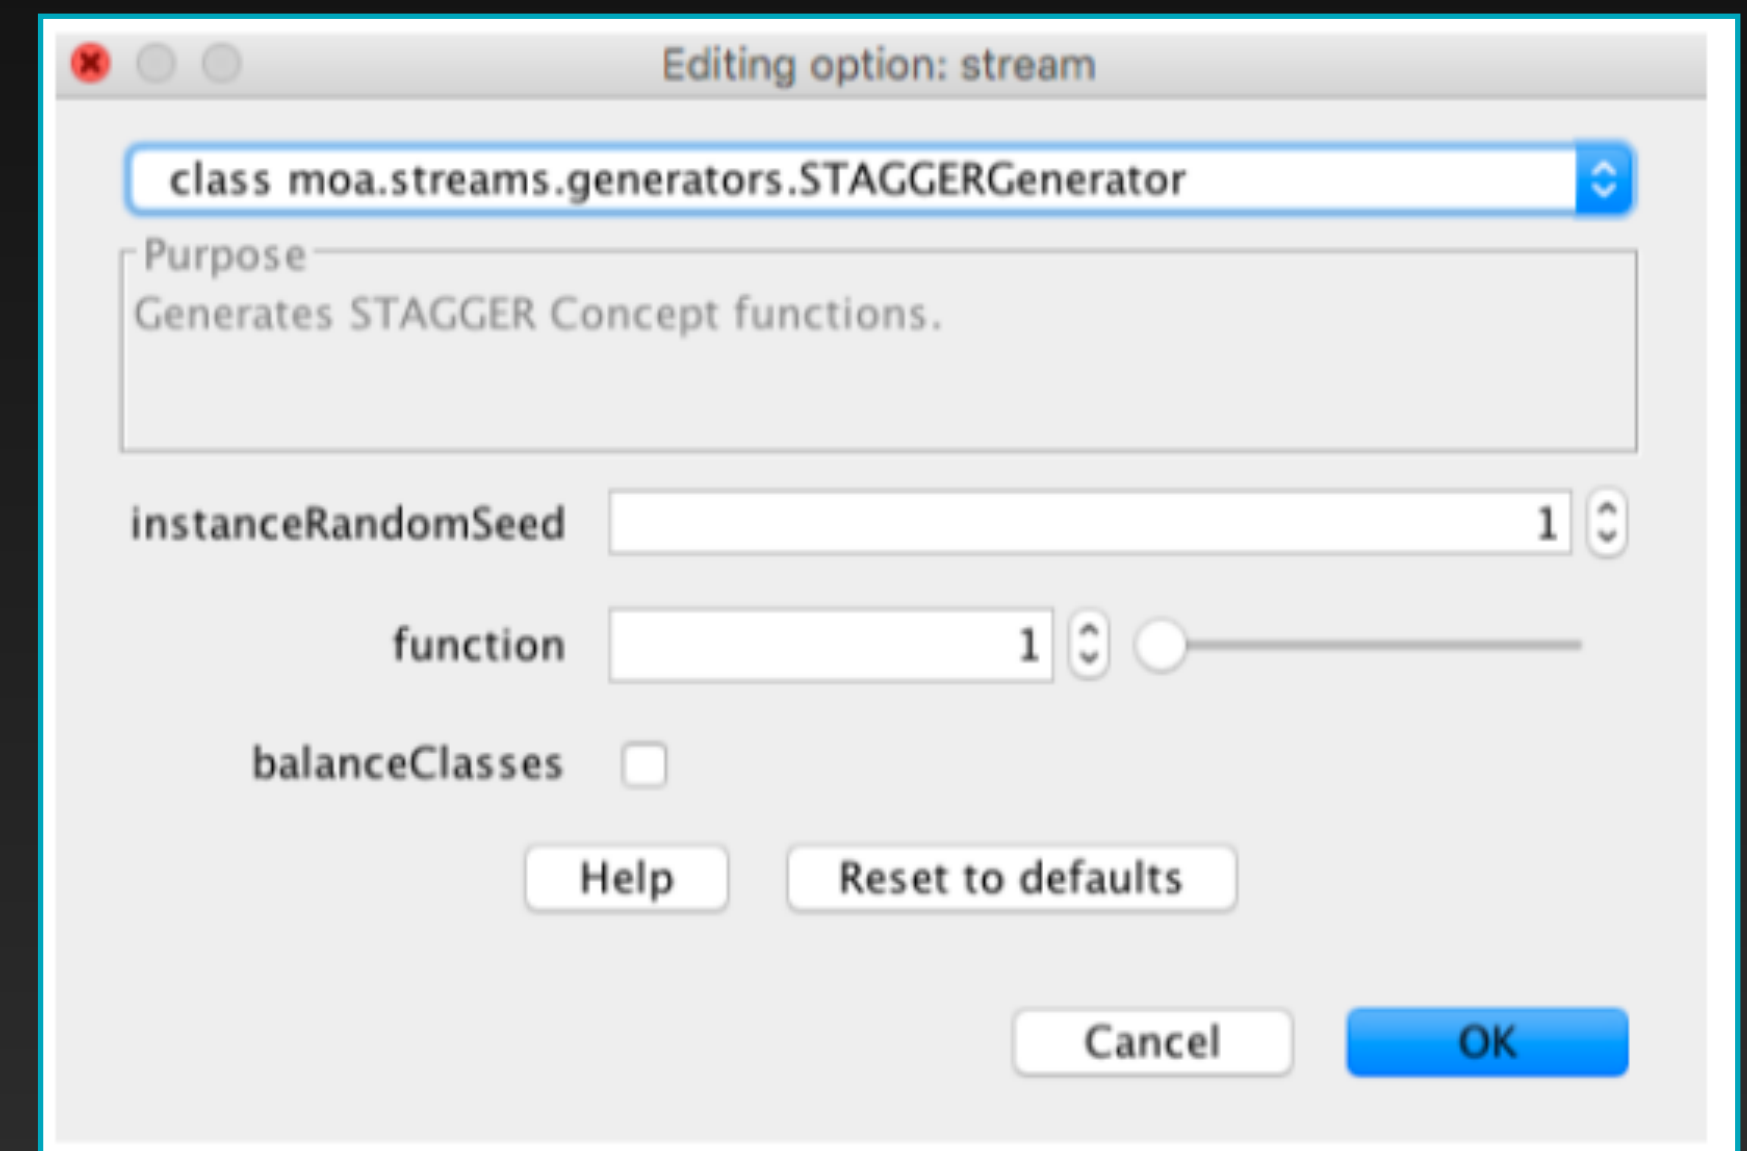 Editing option: stream
class moa.streams.generators.STAGGERGenerator
Purpose
Generates STAGGER Concept functions.
instanceRandomSeed 1
function 1
balanceClasses
Help Reset to defaults
Cancel OK